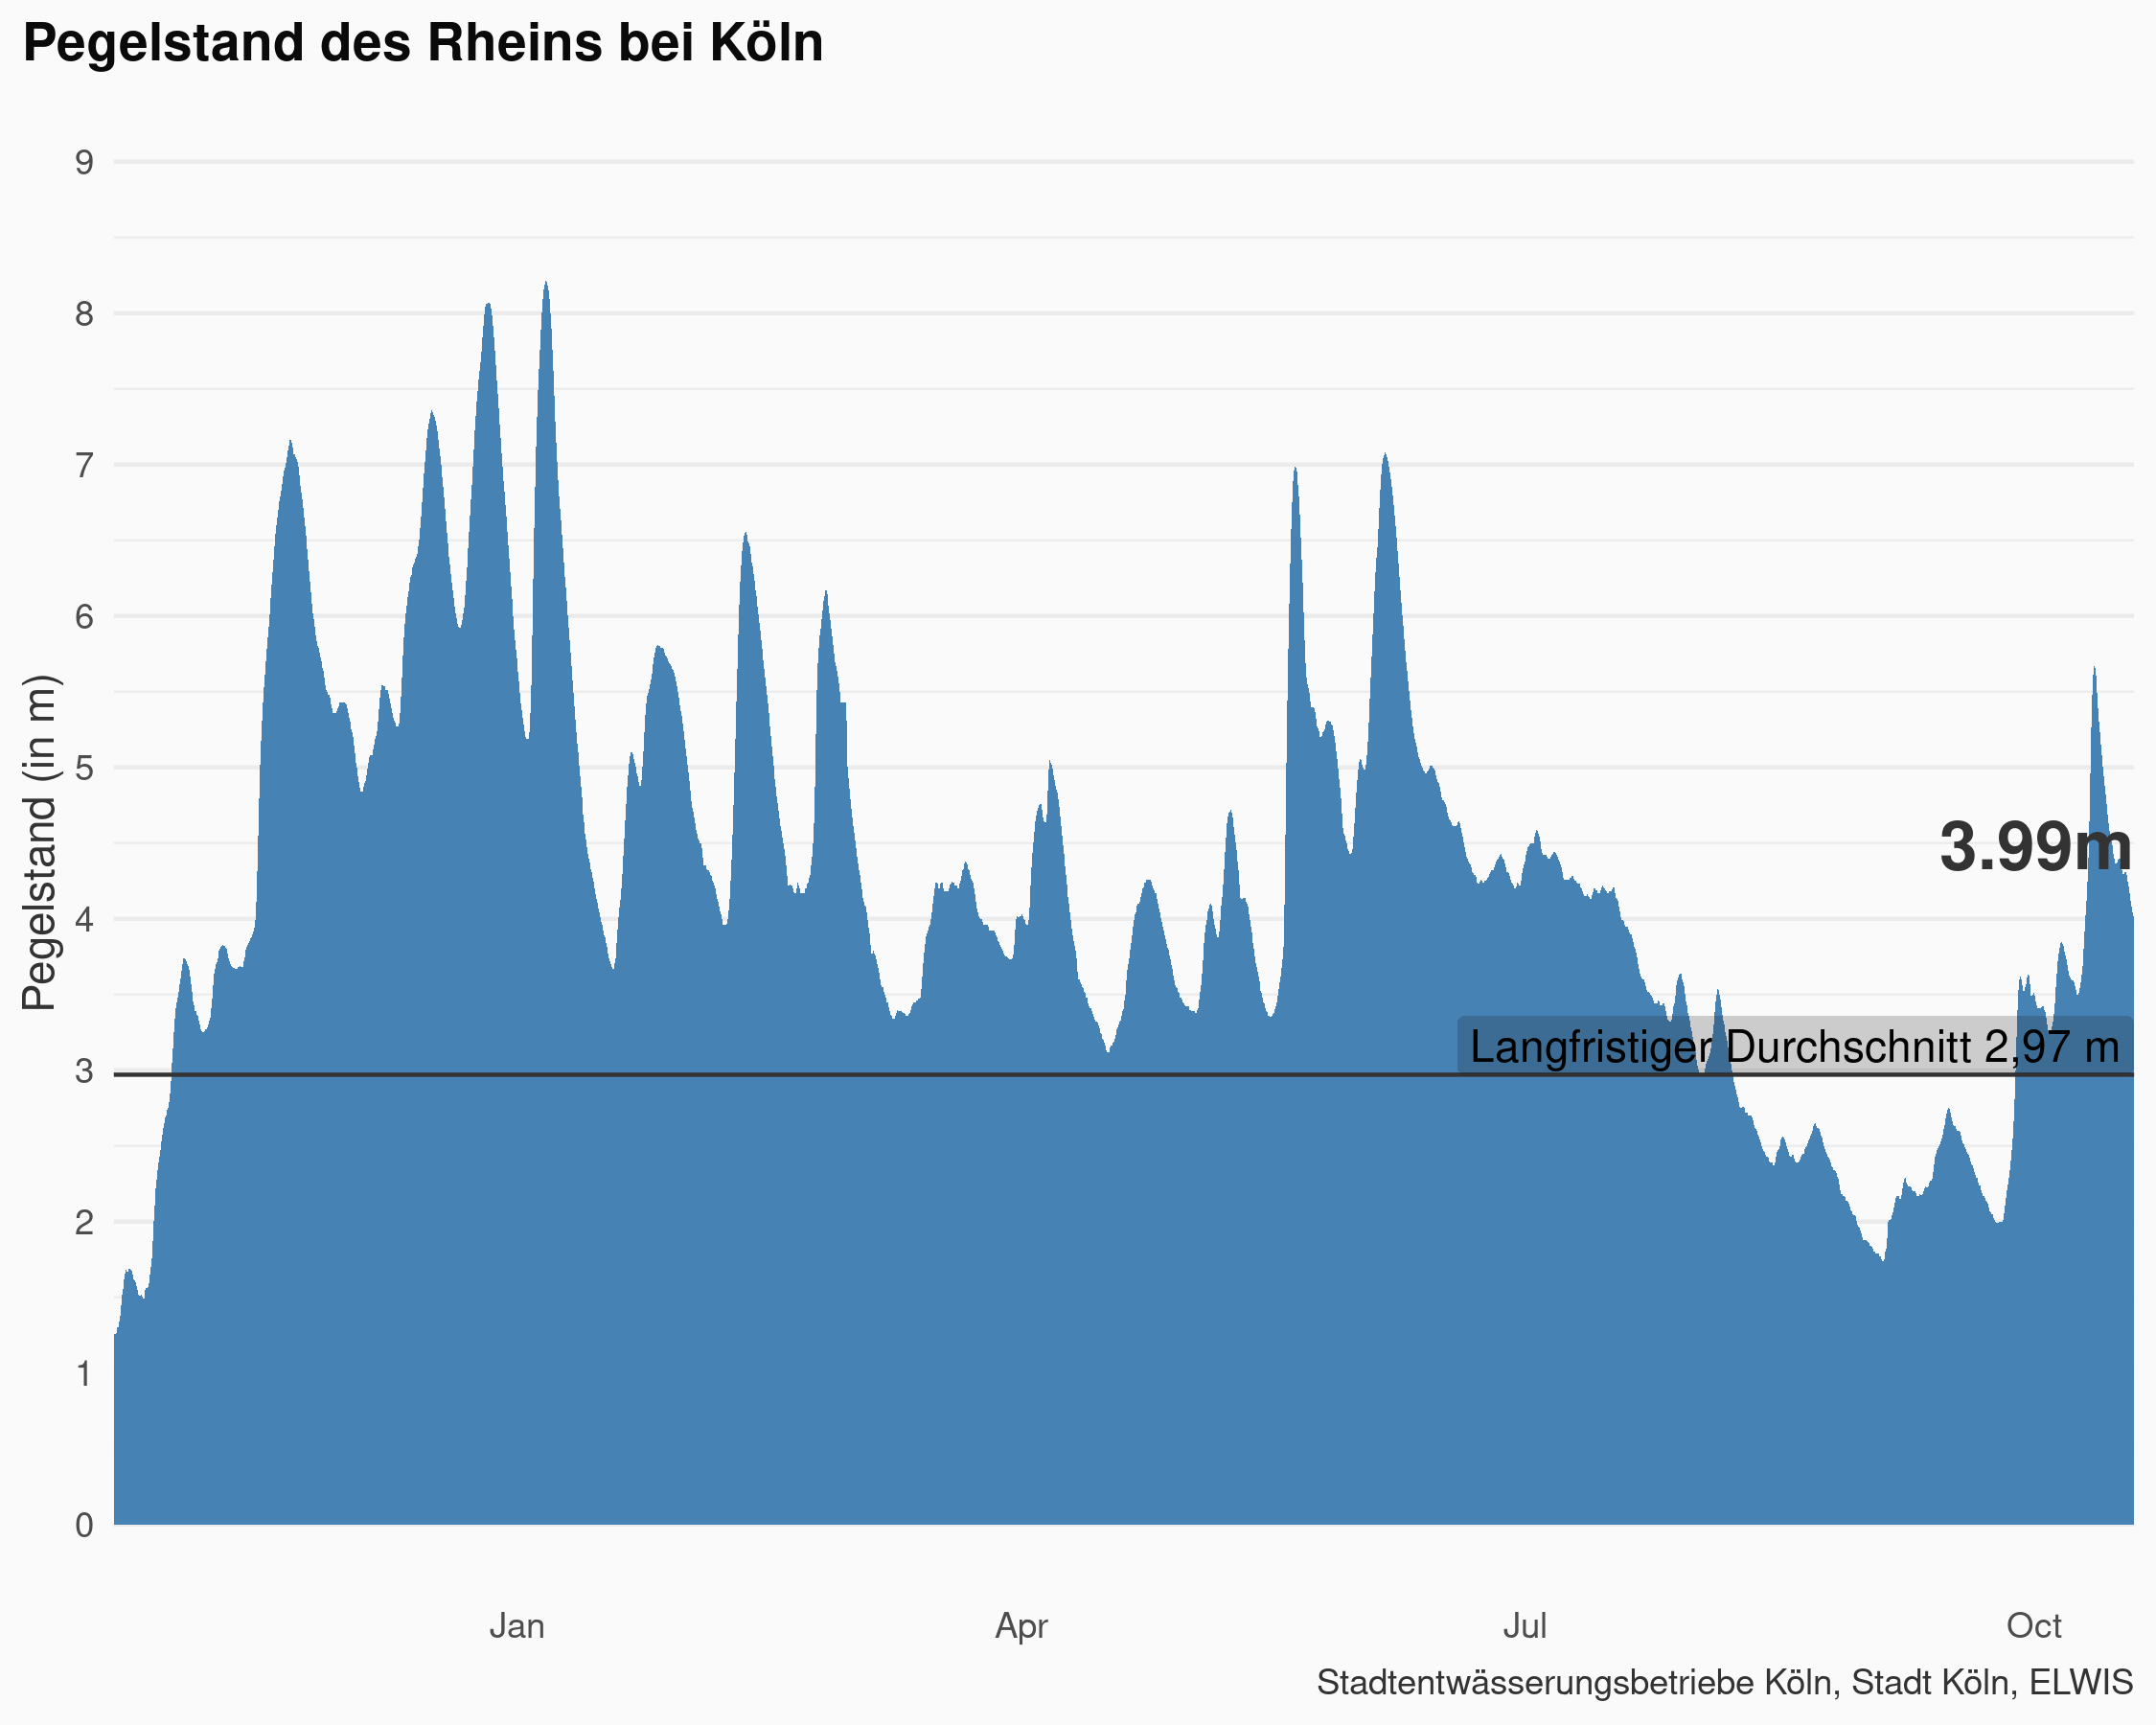 Pegelstand des Rheins bei Köln
Pegelstand (in m)
9
8
7
6
5
4
3
2
1
0
3.99m
Langfristiger Durchschnitt 2,97 m
Jan Apr Jul Oct
Stadtentwässerungsbetriebe Köln, Stadt Köln, ELWIS